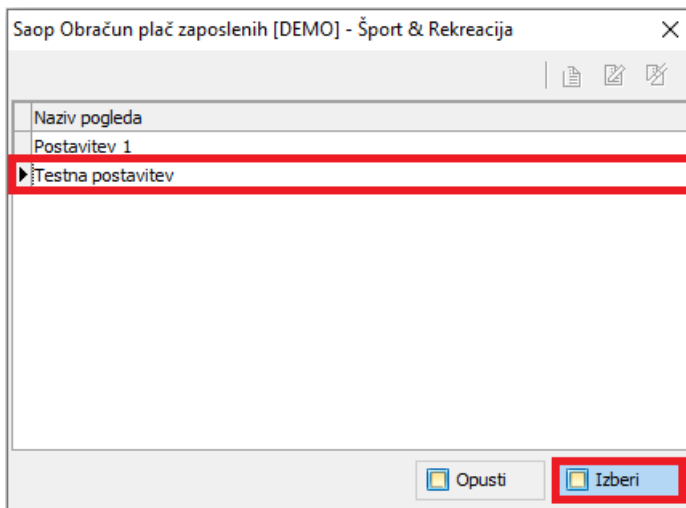 Saop Obračun plač zaposlenih [DEMO] - Šport & Rekreacija
Naziv pogleda
Postavitev 1
Testna postavitev
Opusti
Izberi